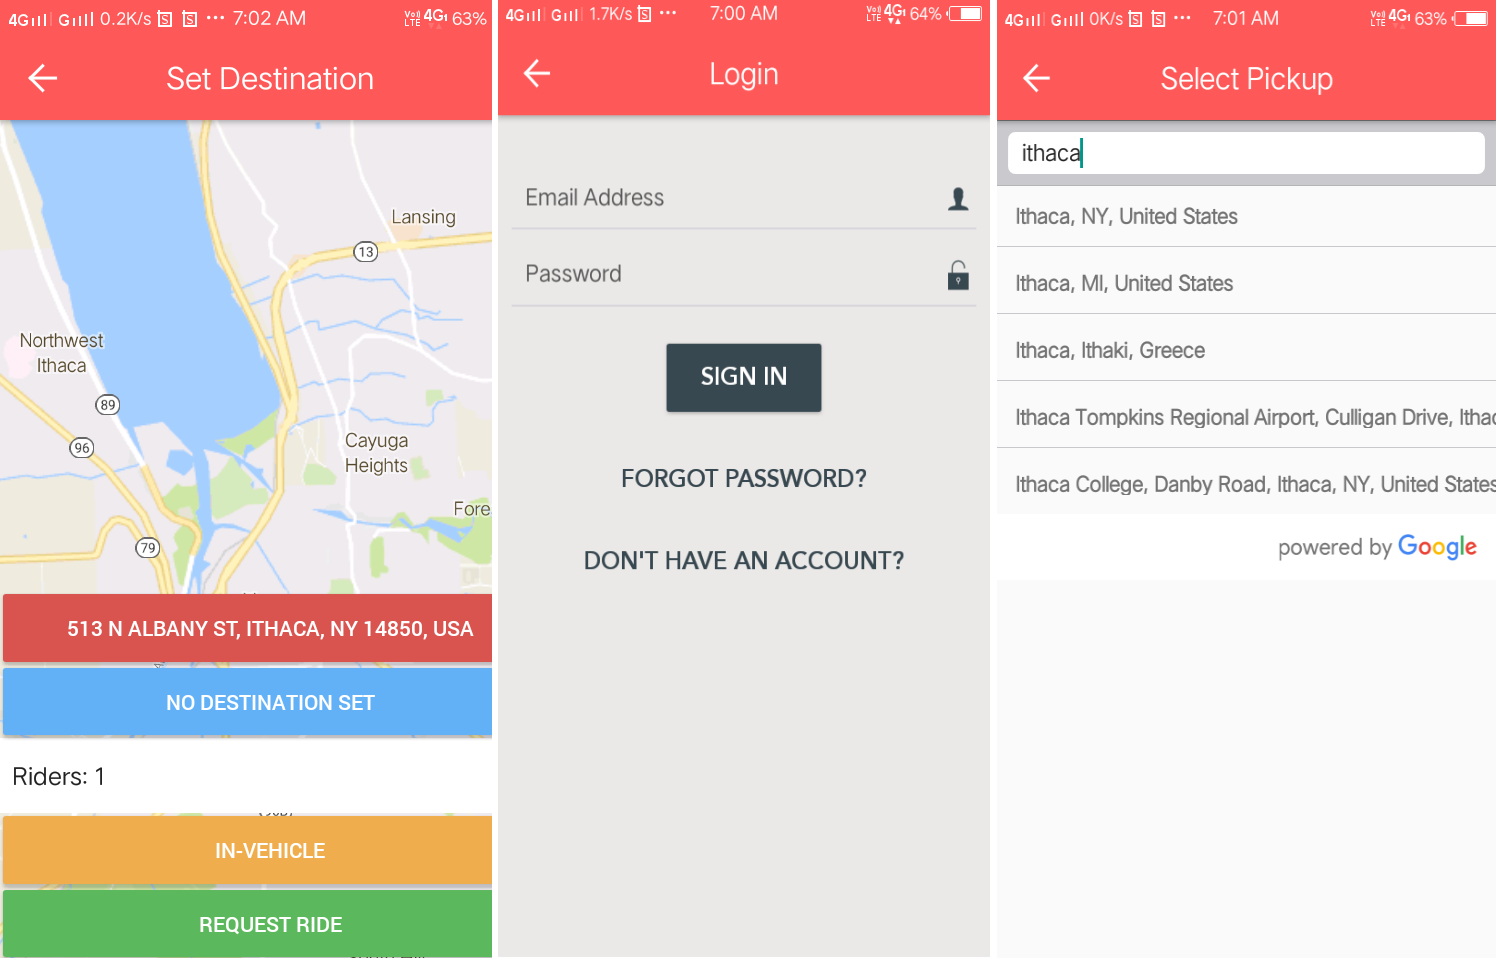 4G G 0.2K/s ··· 7:02 AM VoLTE 4G 63%
Set Destination
Lansing
13
Northwest
Ithaca
89
96
Cayuga
Heights
Fore
79
513 N ALBANY ST, ITHACA, NY 14850, USA
NO DESTINATION SET
Riders: 1
IN-VEHICLE
REQUEST RIDE
4G G 1.7K/s ··· 7:00 AM VoLTE 4G 64%
Login
Email Address
Password
SIGN IN
FORGOT PASSWORD?
DON'T HAVE AN ACCOUNT?
4G G 0K/s ··· 7:01 AM VoLTE 4G 63%
Select Pickup
ithaca
Ithaca, NY, United States
Ithaca, MI, United States
Ithaca, Ithaki, Greece
Ithaca Tompkins Regional Airport, Culligan Drive, Ithac
Ithaca College, Danby Road, Ithaca, NY, United States
powered by Google